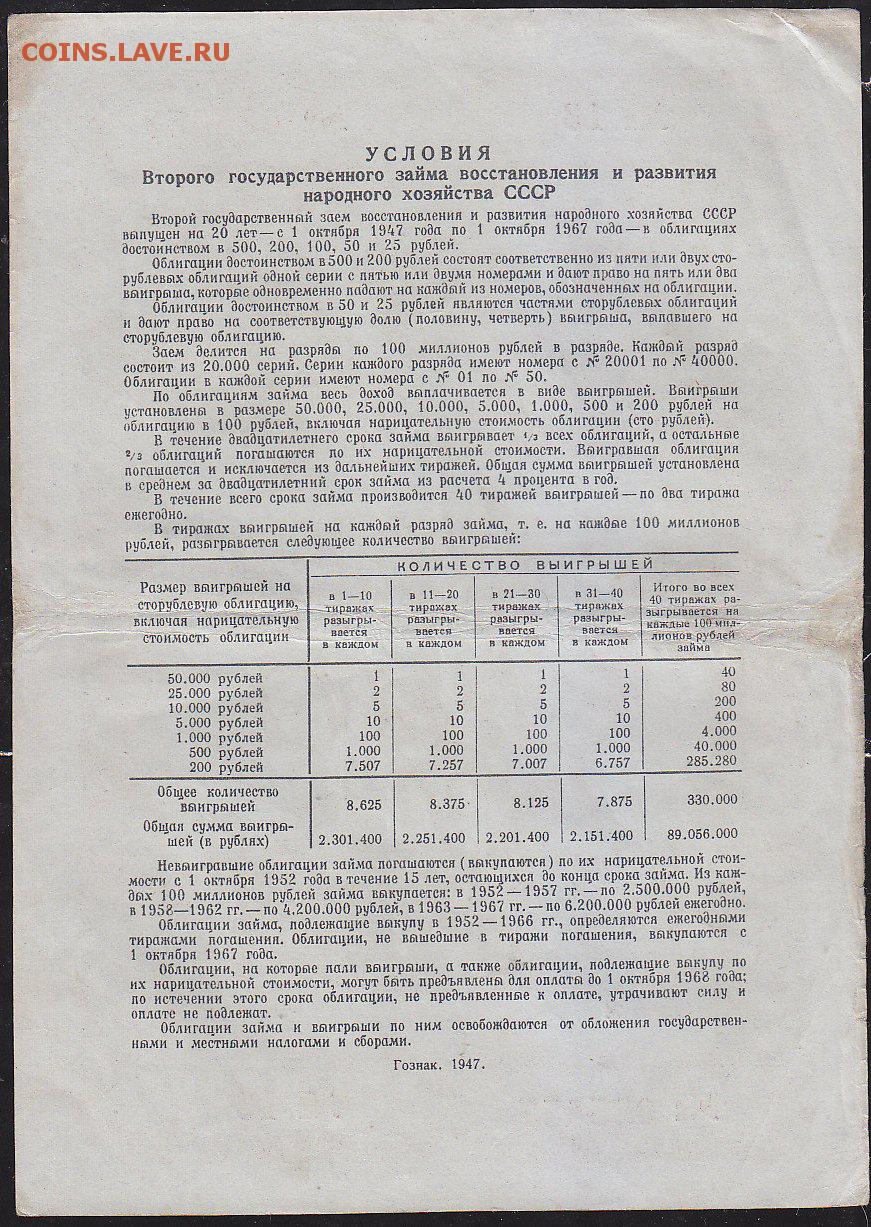 COINS.LAVE.RU
УСЛОВИЯ
Второго государственного займа восстановления и развития
народного хозяйства СССР
Второй государственный заем восстановления и развития народного хозяйства СССР
выпущен на 20 лет — с 1 октября 1947 года по 1 октября 1967 года — в облигациях
достоинством в 500, 200, 100, 50 и 25 рублей.
Облигации достоинством в 500 и 200 рублей состоят соответственно из пяти или двух сто-
рублевых облигаций одной серии с пятью или двумя номерами и дают право на пять или два
выигрыша, которые одновременно падают на каждый из номеров, обозначенных на облигации.
Облигации достоинством в 50 и 25 рублей являются частями сторублевых облигаций
и дают право на соответствующую долю (половину, четверть) выигрыша, выпавшего на
сторублевую облигацию.
Заем делится на разряды по 100 миллионов рублей в разряде. Каждый разряд
состоит из 20.000 серий. Серии каждого разряда имеют номера с № 20001 по № 40000.
Облигации в каждой серии имеют номера с № 01 по № 50.
По облигациям займа весь доход выплачивается в виде выигрышей. Выигрыши
установлены в размере 50.000, 25.000, 10.000, 5.000, 1.000, 500 и 200 рублей на
облигацию в 100 рублей, включая нарицательную стоимость облигации (сто рублей).
В течение двадцатилетнего срока займа выигрывает 1/3 всех облигаций, а остальные
2/3 облигаций погашаются по их нарицательной стоимости. Выигравшая облигация
погашается и исключается из дальнейших тиражей. Общая сумма выигрышей установлена
в среднем за двадцатилетний срок займа из расчета 4 процента в год.
В течение всего срока займа производится 40 тиражей выигрышей — по два тиража
ежегодно.
В тиражах выигрышей на каждый разряд займа, т. е. на каждые 100 миллионов
рублей, разыгрывается следующее количество выигрышей:
КОЛИЧЕСТВО ВЫИГРЫШЕЙ
Размер выигрышей на
сторублевую облигацию,
включая нарицательную
стоимость облигации
в 1—10
тиражах
разыгры-
вается
в каждом
в 11—20
тиражах
разыгры-
вается
в каждом
в 21—30
тиражах
разыгры-
вается
в каждом
в 31—40
тиражах
разыгры-
вается
в каждом
Итого во всех
40 тиражах ра-
зыгрывается на
каждые 100 мил-
лионов рублей
займа
50.000 рублей 1 1 1 1 40
25.000 рублей 2 2 2 2 80
10.000 рублей 5 5 5 5 200
5.000 рублей 10 10 10 10 400
1.000 рублей 100 100 100 100 4.000
500 рублей 1.000 1.000 1.000 1.000 40.000
200 рублей 7.507 7.257 7.007 6.757 285.280
Общее количество
выигрышей 8.625 8.375 8.125 7.875 330.000
Общая сумма выигры-
шей (в рублях) 2.301.400 2.251.400 2.201.400 2.151.400 89.056.000
Невыигравшие облигации займа погашаются (выкупаются) по их нарицательной стои-
мости с 1 октября 1952 года в течение 15 лет, остающихся до конца срока займа. Из каж-
дых 100 миллионов рублей займа выкупается: в 1952 — 1957 гг. — по 2.500.000 рублей,
в 1958—1962 гг. — по 4.200.000 рублей, в 1963 — 1967 гг. — по 6.200.000 рублей ежегодно.
Облигации займа, подлежащие выкупу в 1952 — 1966 гг., определяются ежегодными
тиражами погашения. Облигации, не вышедшие в тиражи погашения, выкупаются с
1 октября 1967 года.
Облигации, на которые пали выигрыши, а также облигации, подлежащие выкупу по
их нарицательной стоимости, могут быть предъявлены для оплаты до 1 октября 1968 года;
по истечении этого срока облигации, не предъявленные к оплате, утрачивают силу и
оплате не подлежат.
Облигации займа и выигрыши по ним освобождаются от обложения государствен-
ными и местными налогами и сборами.
Гознак. 1947.